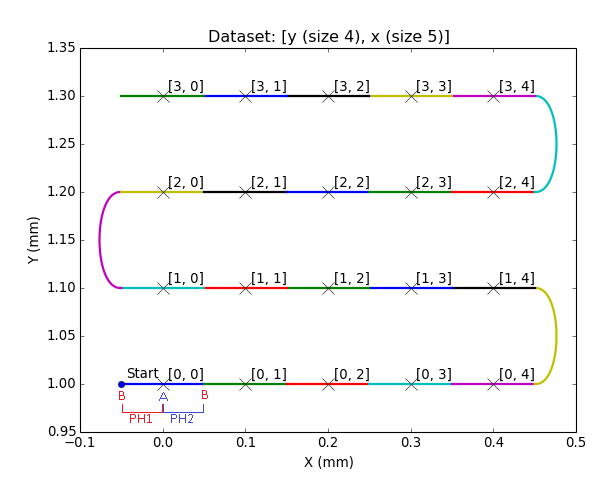 Dataset: [y (size 4), x (size 5)]
1.35
1.30
1.25
1.20
1.15
1.10
1.05
1.00
0.95
Y (mm)
[3, 0] [3, 1] [3, 2] [3, 3] [3, 4]
[2, 0] [2, 1] [2, 2] [2, 3] [2, 4]
[1, 0] [1, 1] [1, 2] [1, 3] [1, 4]
Start [0, 0] [0, 1] [0, 2] [0, 3] [0, 4]
B A B
PH1 PH2
−0.1 0.0 0.1 0.2 0.3 0.4 0.5
X (mm)